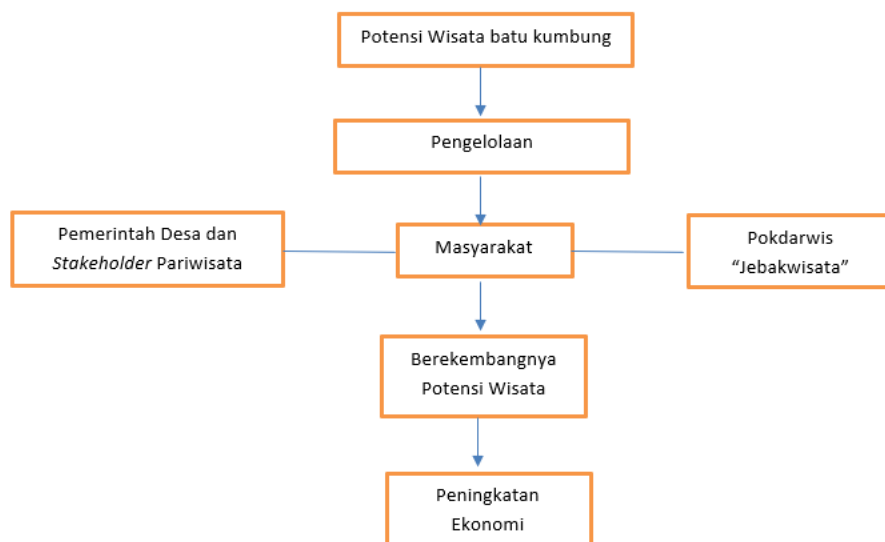 Potensi Wisata batu kumbung
Pengelolaan
Pemerintah Desa dan
Stakeholder Pariwisata
Masyarakat
Pokdarwis
“Jebakwisata”
Berekembangnya
Potensi Wisata
Peningkatan
Ekonomi